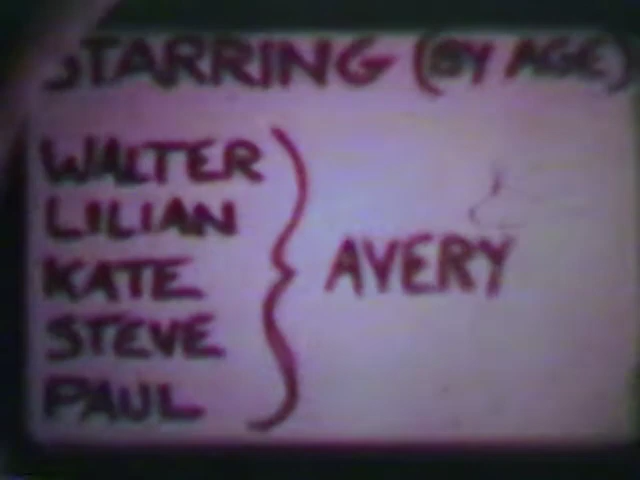 STARRING (BY AGE)
WALTER
LILIAN
KATE
STEVE
PAUL
} AVERY